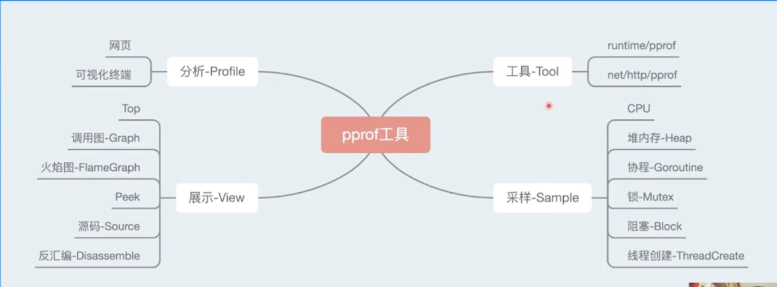 pprof工具
分析-Profile
网页
可视化终端
展示-View
Top
调用图-Graph
火焰图-FlameGraph
Peek
源码-Source
反汇编-Disassemble
工具-Tool
runtime/pprof
net/http/pprof
采样-Sample
CPU
堆内存-Heap
协程-Goroutine
锁-Mutex
阻塞-Block
线程创建-ThreadCreate